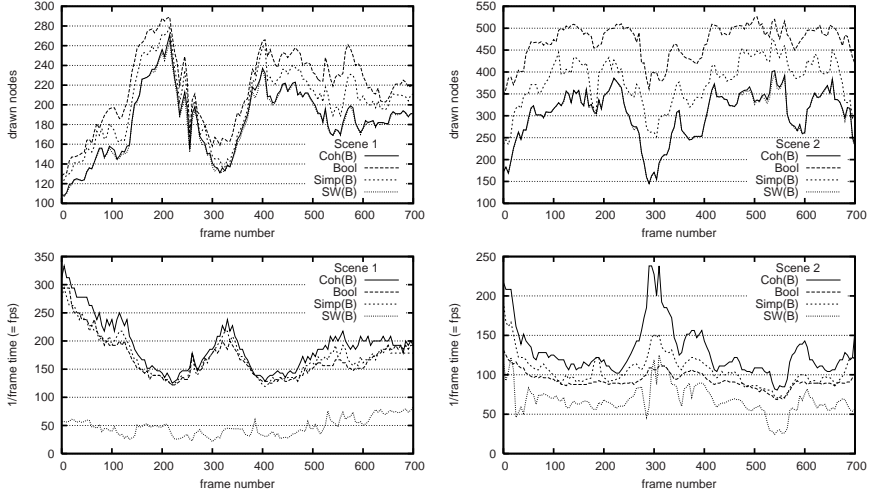 300
280
260
240
220
200
180
160
140
120
100
drawn nodes
0 100 200 300 400 500 600 700
frame number
Scene 1
Coh(B)
Bool
Simp(B)
SW(B)
550
500
450
400
350
300
250
200
150
100
drawn nodes
0 100 200 300 400 500 600 700
frame number
Scene 2
Coh(B)
Bool
Simp(B)
SW(B)
350
300
250
200
150
100
50
0
1/frame time (= fps)
0 100 200 300 400 500 600 700
frame number
Scene 1
Coh(B)
Bool
Simp(B)
SW(B)
250
200
150
100
50
0
1/frame time (= fps)
0 100 200 300 400 500 600 700
frame number
Scene 2
Coh(B)
Bool
Simp(B)
SW(B)